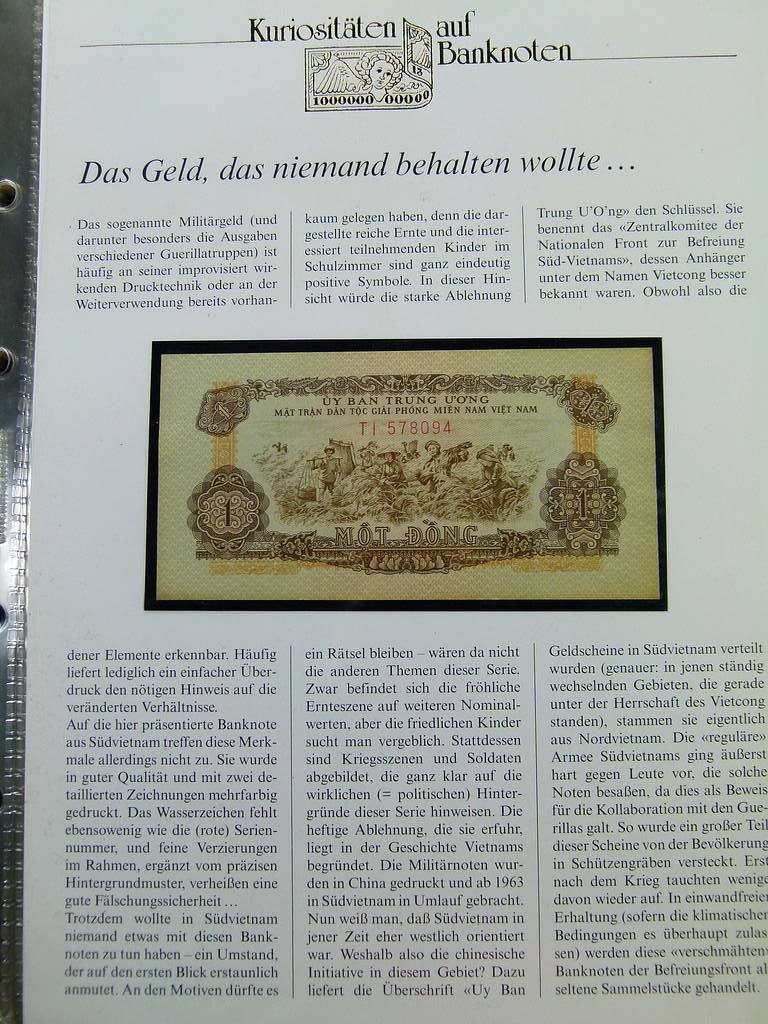 Kuriositäten auf
Banknoten
1000000 00000
13
Das Geld, das niemand behalten wollte ...
Das sogenannte Militärgeld (und
darunter besonders die Ausgaben
verschiedener Guerillatruppen) ist
häufig an seiner improvisiert wir-
kenden Drucktechnik oder an der
Weiterverwendung bereits vorhan-
dener Elemente erkennbar. Häufig
liefert lediglich ein einfacher Über-
druck den nötigen Hinweis auf die
veränderten Verhältnisse.
Auf die hier präsentierte Banknote
aus Südvietnam treffen diese Merk-
male allerdings nicht zu. Sie wurde
in guter Qualität und mit zwei de-
taillierten Zeichnungen mehrfarbig
gedruckt. Das Wasserzeichen fehlt
ebensowenig wie die (rote) Serien-
nummer, und feine Verzierungen
im Rahmen, ergänzt vom präzisen
Hintergrundmuster, verheißen eine
gute Fälschungssicherheit ...
Trotzdem wollte in Südvietnam
niemand etwas mit diesen Bank-
noten zu tun haben – ein Umstand,
der auf den ersten Blick erstaunlich
anmutet. An den Motiven dürfte es
kaum gelegen haben, denn die dar-
gestellte reiche Ernte und die inter-
essiert teilnehmenden Kinder im
Schulzimmer sind ganz eindeutig
positive Symbole. In dieser Hin-
sicht würde die starke Ablehnung
ein Rätsel bleiben – wären da nicht
die anderen Themen dieser Serie.
Zwar befindet sich die fröhliche
Ernteszene auf weiteren Nominal-
werten, aber die friedlichen Kinder
sucht man vergeblich. Stattdessen
sind Kriegsszenen und Soldaten
abgebildet, die ganz klar auf die
wirklichen (= politischen) Hinter-
gründe dieser Serie hinweisen. Die
heftige Ablehnung, die sie erfuhr,
liegt in der Geschichte Vietnams
begründet. Die Militärnoten wur-
den in China gedruckt und ab 1963
in Südvietnam in Umlauf gebracht.
Nun weiß man, daß Südvietnam in
jener Zeit eher westlich orientiert
war. Weshalb also die chinesische
Initiative in diesem Gebiet? Dazu
liefert die Überschrift «Uy Ban
Trung U'O'ng» den Schlüssel. Sie
benennt das «Zentralkomitee der
Nationalen Front zur Befreiung
Süd-Vietnams», dessen Anhänger
unter dem Namen Vietcong besser
bekannt waren. Obwohl also die
Geldscheine in Südvietnam verteilt
wurden (genauer: in jenen ständig
wechselnden Gebieten, die gerade
unter der Herrschaft des Vietcong
standen), stammen sie eigentlich
aus Nordvietnam. Die «reguläre»
Armee Südvietnams ging äußerst
hart gegen Leute vor, die solche
Noten besaßen, da dies als Beweis
für die Kollaboration mit den Gue-
rillas galt. So wurde ein großer Teil
dieser Scheine von der Bevölkerung
in Schützengräben versteckt. Erst
nach dem Krieg tauchten wenige
davon wieder auf. In einwandfreier
Erhaltung (sofern die klimatischen
Bedingungen es überhaupt zulas-
sen) werden diese «verschmähten»
Banknoten der Befreiungsfront al
seltene Sammelstücke gehandelt.
ỦY BAN TRUNG ƯƠNG
MẶT TRẬN DÂN TỘC GIẢI PHÓNG MIỀN NAM VIỆT NAM
TI 578094
1
1
1
MỘT ĐỒNG